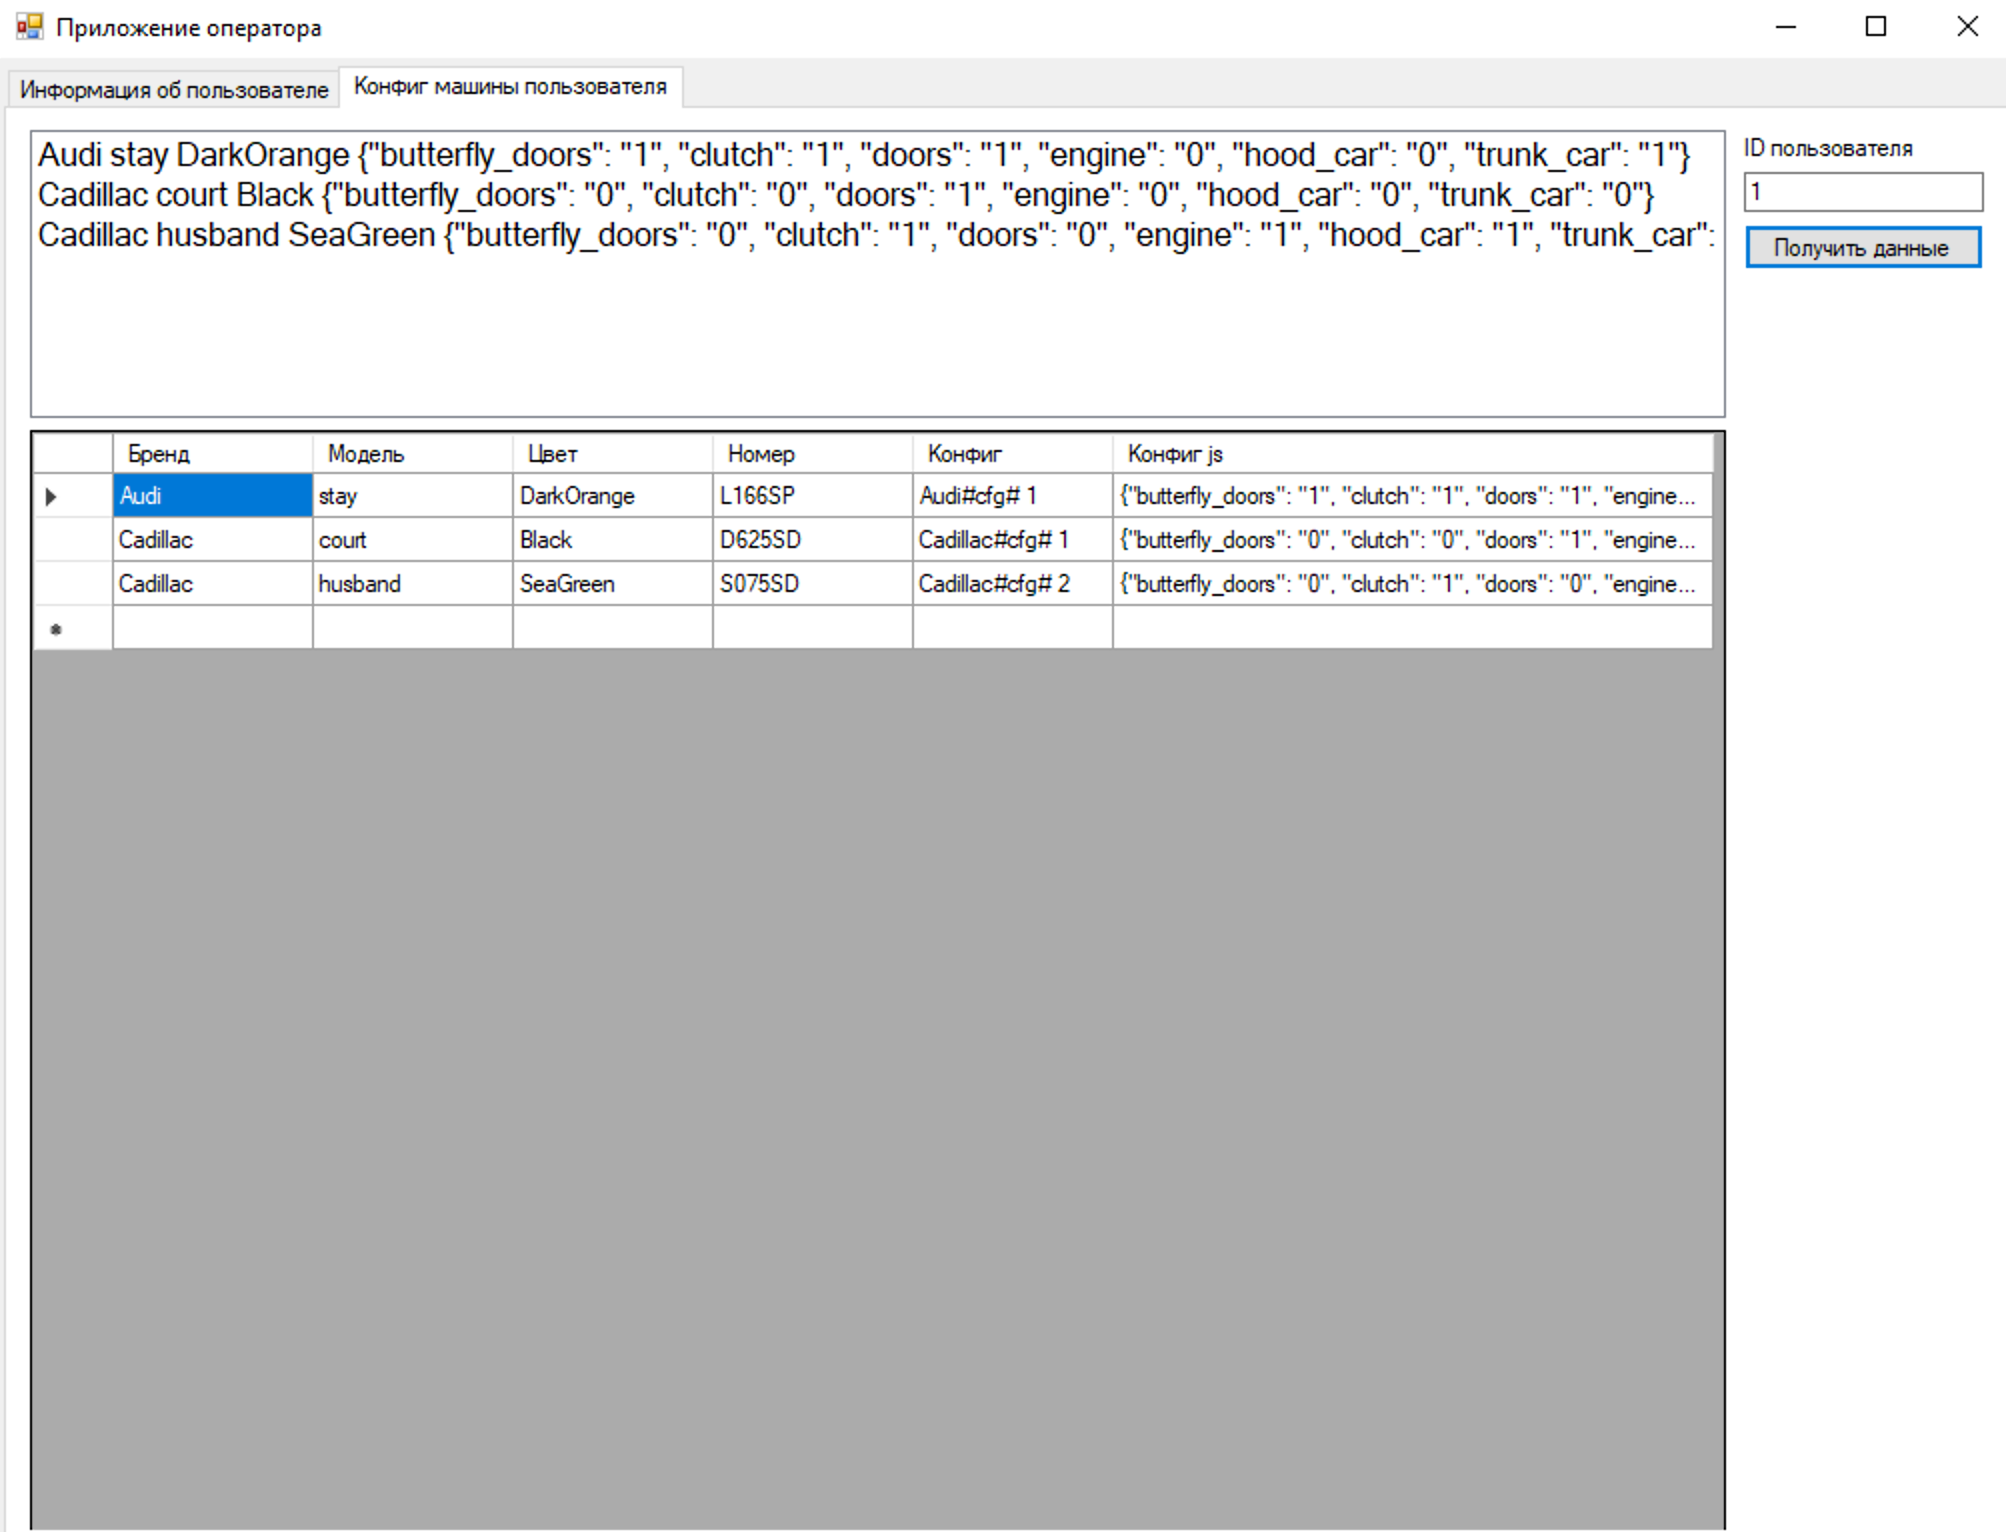 Приложение оператора
Информация об пользователе
Конфиг машины пользователя
Audi stay DarkOrange {"butterfly_doors": "1", "clutch": "1", "doors": "1", "engine": "0", "hood_car": "0", "trunk_car": "1"}
Cadillac court Black {"butterfly_doors": "0", "clutch": "0", "doors": "1", "engine": "0", "hood_car": "0", "trunk_car": "0"}
Cadillac husband SeaGreen {"butterfly_doors": "0", "clutch": "1", "doors": "0", "engine": "1", "hood_car": "1", "trunk_car":
ID пользователя
1
Получить данные
Бренд Модель Цвет Номер Конфиг Конфиг js
Audi stay DarkOrange L166SP Audi#cfg# 1 {"butterfly_doors": "1", "clutch": "1", "doors": "1", "engine...
Cadillac court Black D625SD Cadillac#cfg# 1 {"butterfly_doors": "0", "clutch": "0", "doors": "1", "engine...
Cadillac husband SeaGreen S075SD Cadillac#cfg# 2 {"butterfly_doors": "0", "clutch": "1", "doors": "0", "engine...